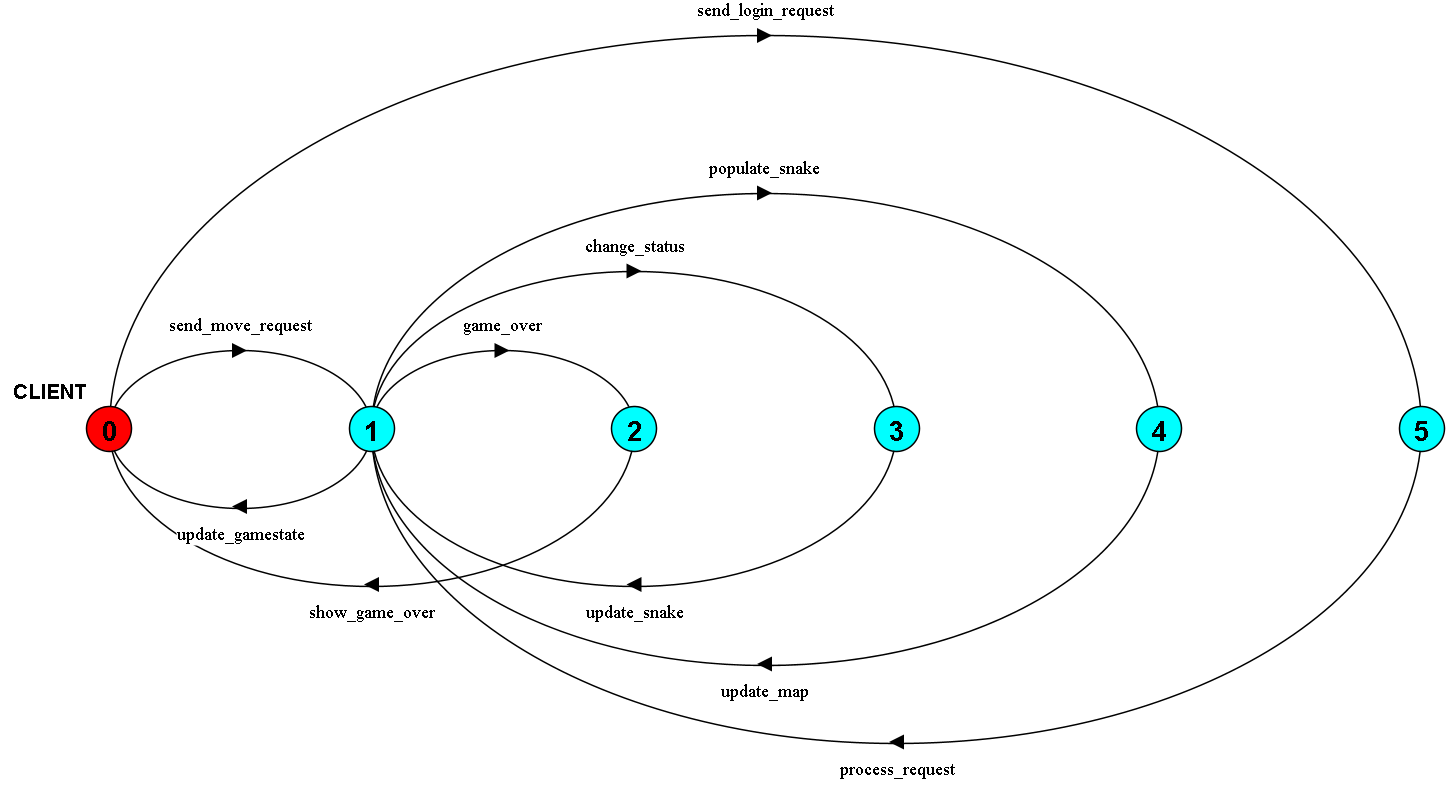 send_login_request
populate_snake
change_status
send_move_request
game_over
CLIENT
0
1
2
3
4
5
update_gamestate
show_game_over
update_snake
update_map
process_request